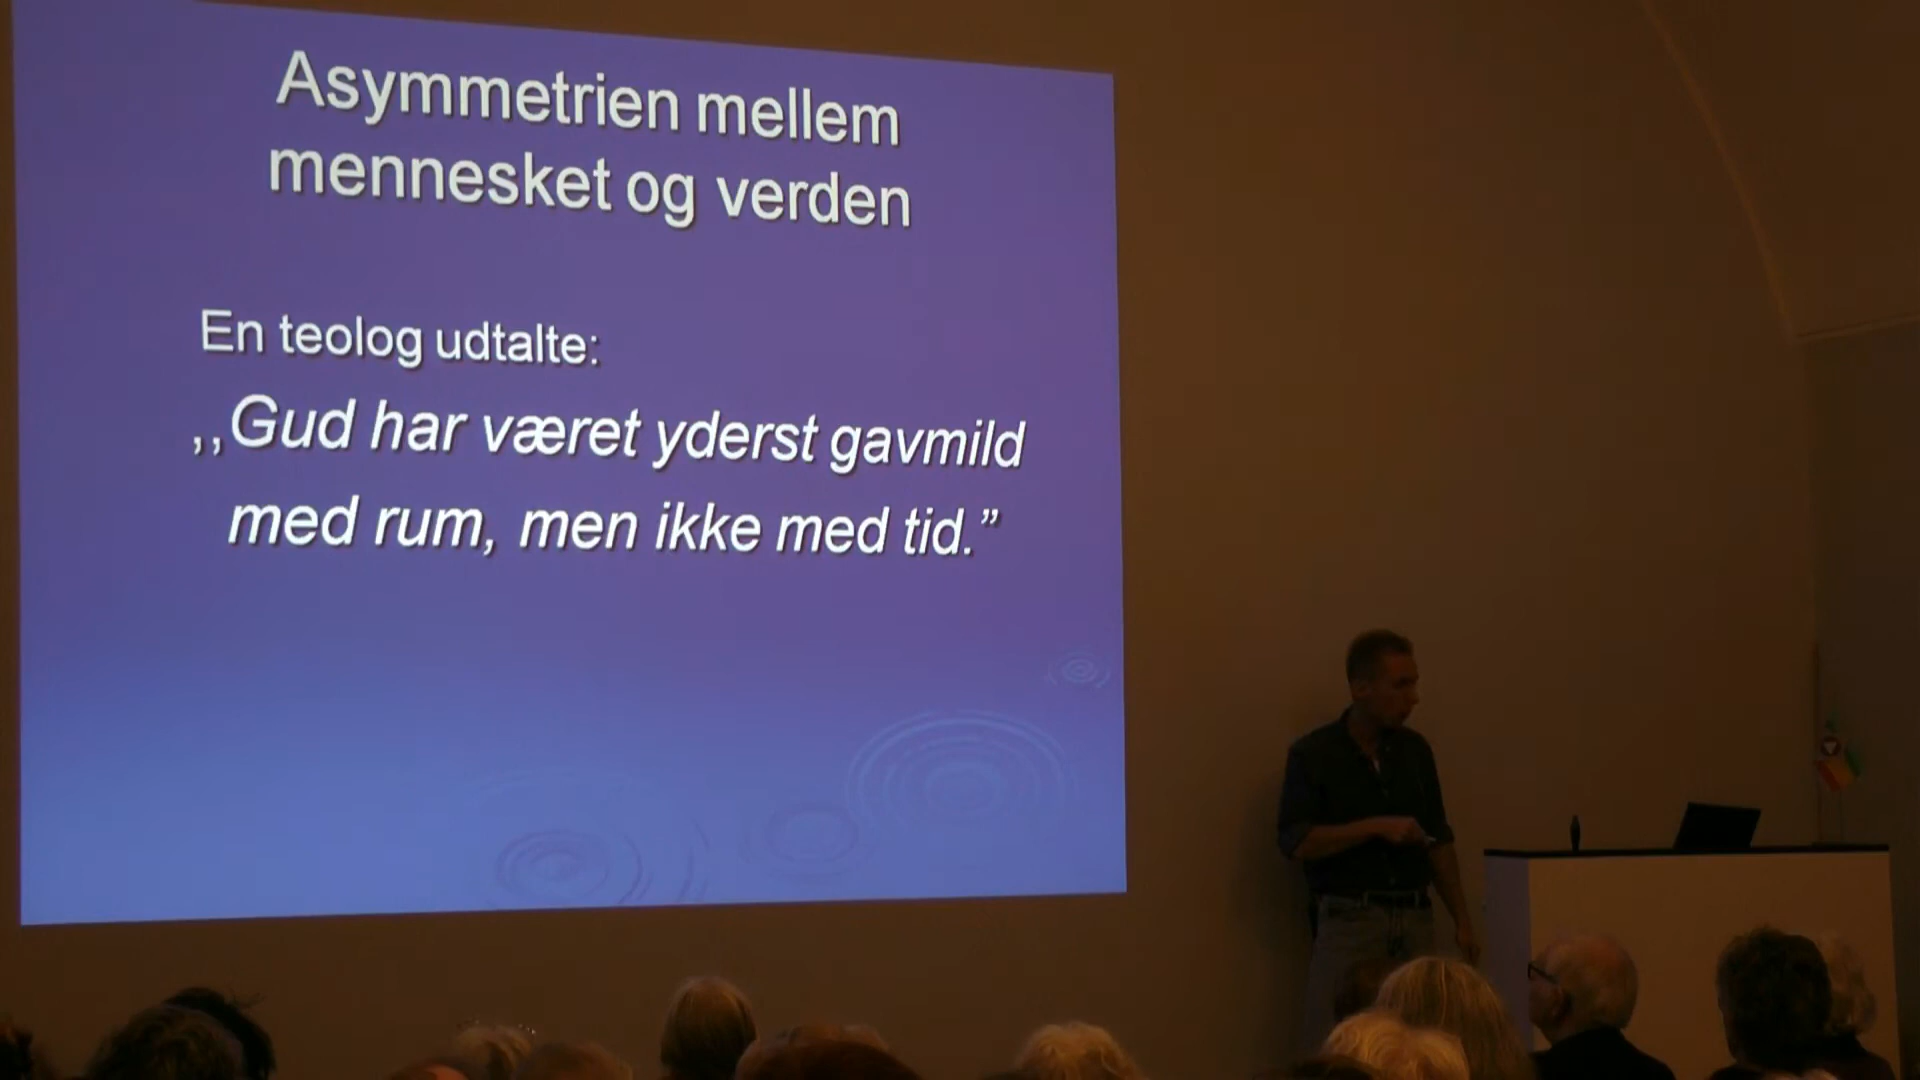 Asymmetrien mellem
mennesket og verden
En teolog udtalte:
,,Gud har været yderst gavmild
med rum, men ikke med tid.”